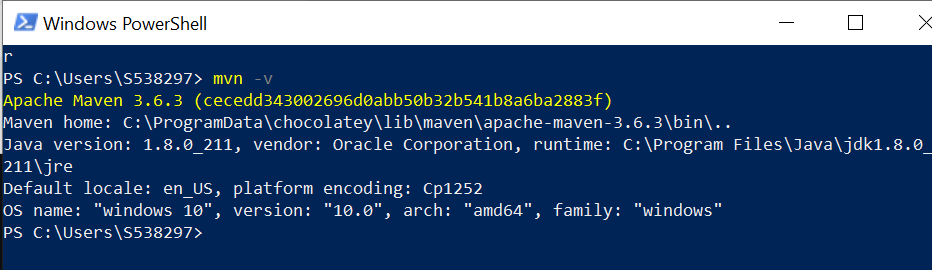 Windows PowerShell
r
PS C:\Users\S538297> mvn -v
Apache Maven 3.6.3 (cecedd343002696d0abb50b32b541b8a6ba2883f)
Maven home: C:\ProgramData\chocolatey\lib\maven\apache-maven-3.6.3\bin\..
Java version: 1.8.0_211, vendor: Oracle Corporation, runtime: C:\Program Files\Java\jdk1.8.0_
211\jre
Default locale: en_US, platform encoding: Cp1252
OS name: "windows 10", version: "10.0", arch: "amd64", family: "windows"
PS C:\Users\S538297>